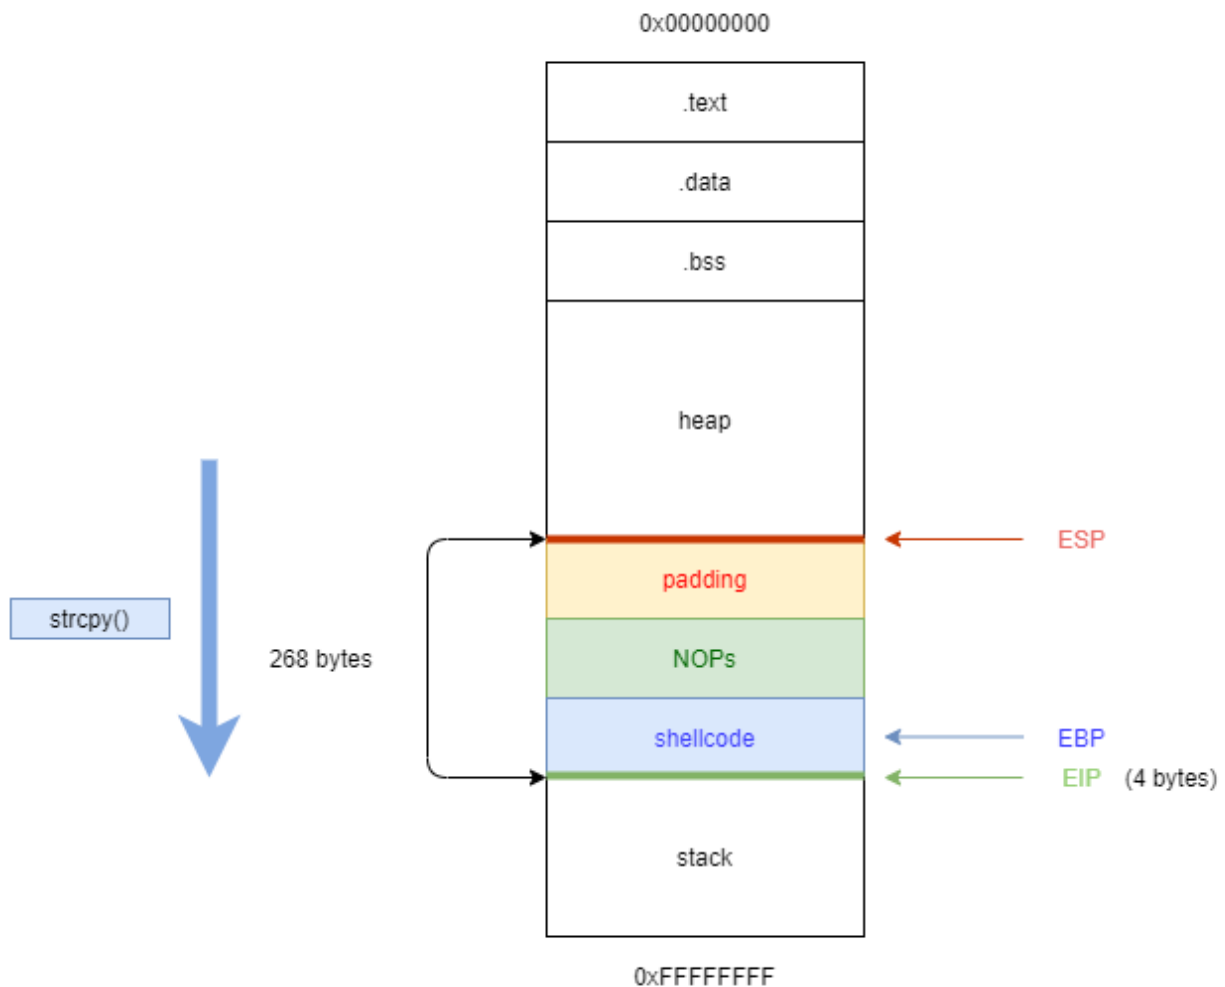 0x00000000
.text
.data
.bss
heap
ESP
padding
strcpy()
268 bytes
NOPs
shellcode
EBP
EIP (4 bytes)
stack
0xFFFFFFFF